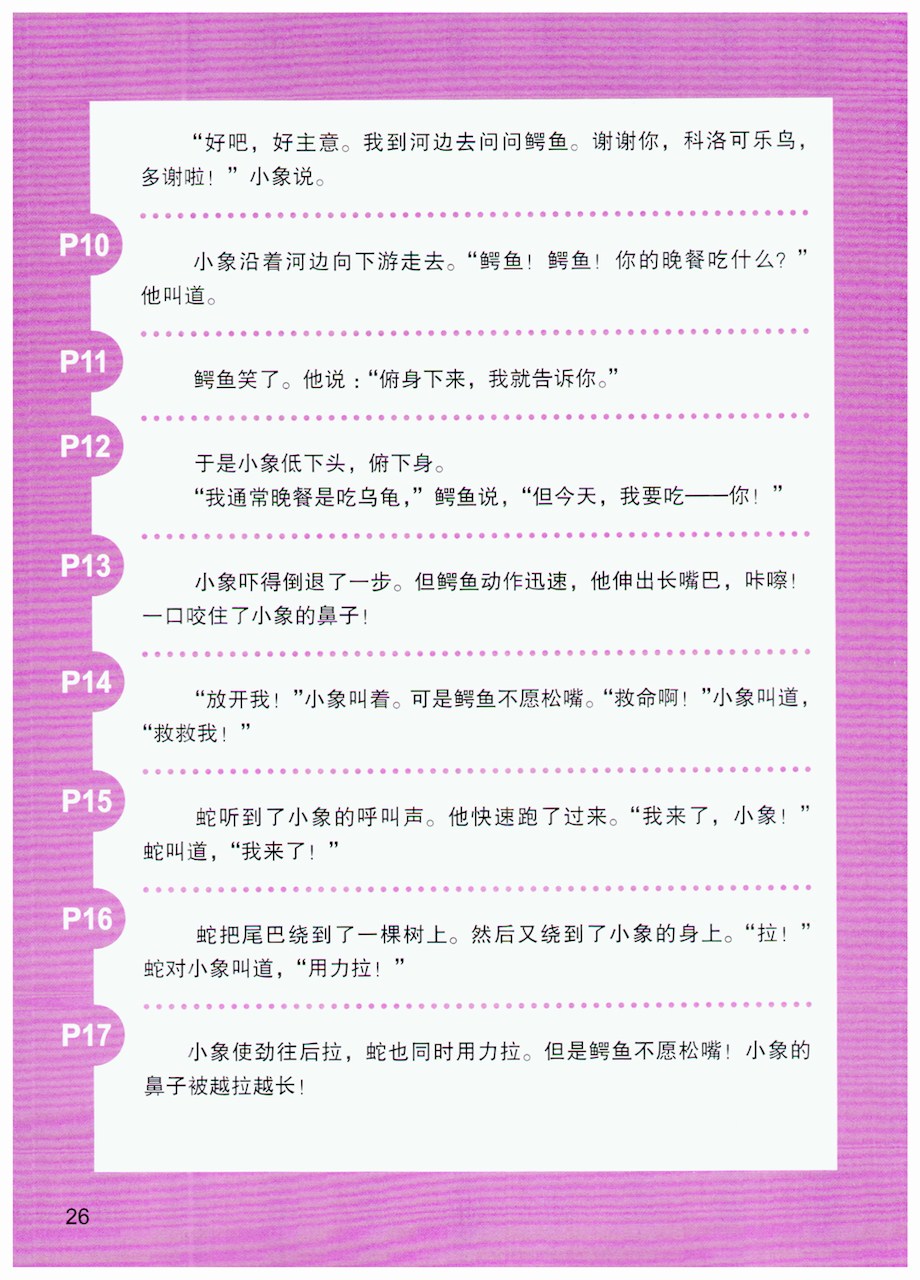 “好吧，好主意。我到河边去问问鳄鱼。谢谢你，科洛可乐鸟，
多谢啦！”小象说。
P10
小象沿着河边向下游走去。“鳄鱼！鳄鱼！你的晚餐吃什么？”
他叫道。
P11
鳄鱼笑了。他说：“俯身下来，我就告诉你。”
P12
于是小象低下头，俯下身。
“我通常晚餐是吃乌龟，”鳄鱼说，“但今天，我要吃——你！”
P13
小象吓得倒退了一步。但鳄鱼动作迅速，他伸出长嘴巴，咔嚓！
一口咬住了小象的鼻子！
P14
“放开我！”小象叫着。可是鳄鱼不愿松嘴。“救命啊！”小象叫道，
“救救我！”
P15
蛇听到了小象的呼叫声。他快速跑了过来。“我来了，小象！”
蛇叫道，“我来了！”
P16
蛇把尾巴绕到了一棵树上。然后又绕到了小象的身上。“拉！”
蛇对小象叫道，“用力拉！”
P17
小象使劲往后拉，蛇也同时用力拉。但是鳄鱼不愿松嘴！小象的
鼻子被越拉越长！
26